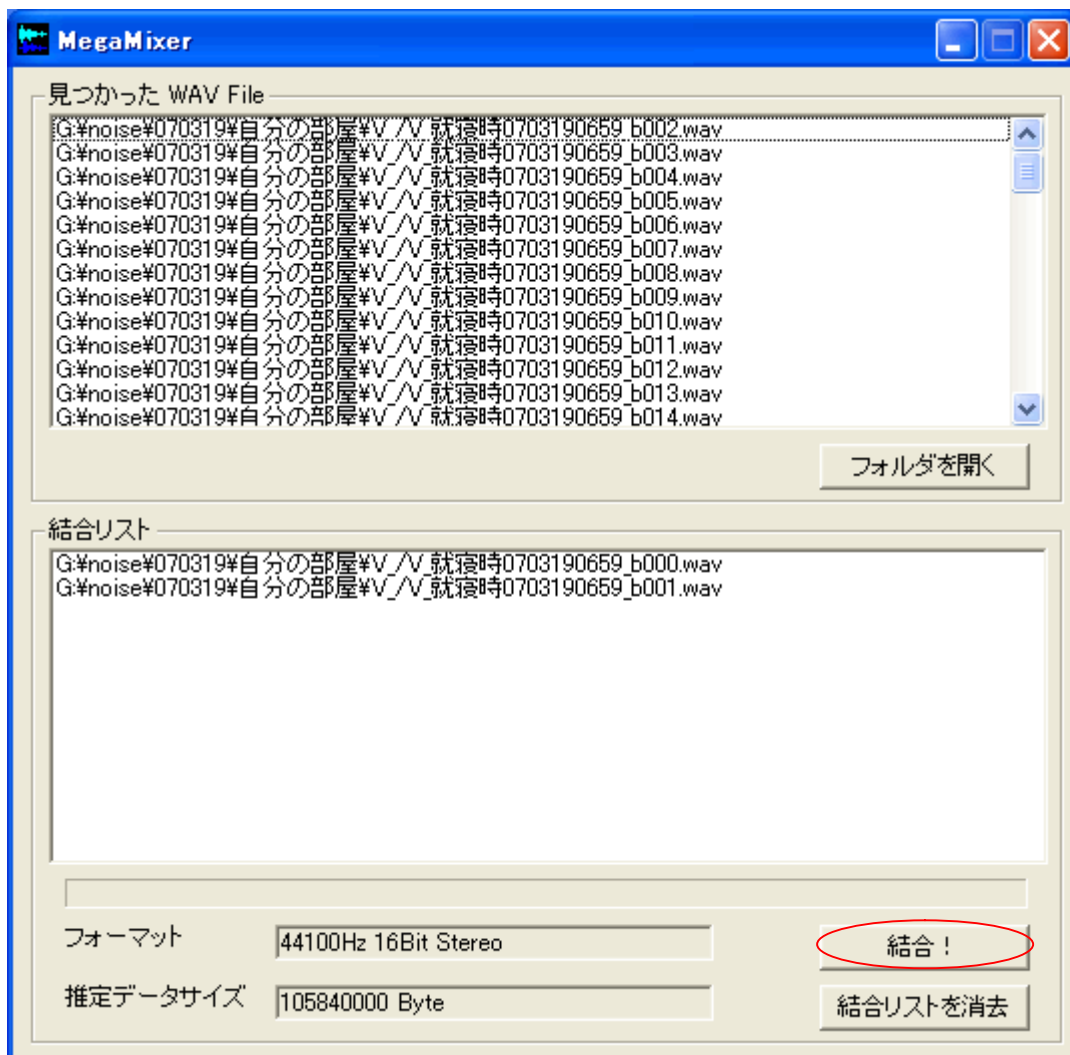 MegaMixer
見つかった WAV File
G:¥noise¥070319¥自分の部屋¥V_/V_就寝時0703190659_b002.wav
G:¥noise¥070319¥自分の部屋¥V_/V_就寝時0703190659_b003.wav
G:¥noise¥070319¥自分の部屋¥V_/V_就寝時0703190659_b004.wav
G:¥noise¥070319¥自分の部屋¥V_/V_就寝時0703190659_b005.wav
G:¥noise¥070319¥自分の部屋¥V_/V_就寝時0703190659_b006.wav
G:¥noise¥070319¥自分の部屋¥V_/V_就寝時0703190659_b007.wav
G:¥noise¥070319¥自分の部屋¥V_/V_就寝時0703190659_b008.wav
G:¥noise¥070319¥自分の部屋¥V_/V_就寝時0703190659_b009.wav
G:¥noise¥070319¥自分の部屋¥V_/V_就寝時0703190659_b010.wav
G:¥noise¥070319¥自分の部屋¥V_/V_就寝時0703190659_b011.wav
G:¥noise¥070319¥自分の部屋¥V_/V_就寝時0703190659_b012.wav
G:¥noise¥070319¥自分の部屋¥V_/V_就寝時0703190659_b013.wav
G:¥noise¥070319¥自分の部屋¥V_/V_就寝時0703190659_b014.wav
フォルダを開く
結合リスト
G:¥noise¥070319¥自分の部屋¥V_/V_就寝時0703190659_b000.wav
G:¥noise¥070319¥自分の部屋¥V_/V_就寝時0703190659_b001.wav
フォーマット 44100Hz 16Bit Stereo 結合！
推定データサイズ 105840000 Byte 結合リストを消去